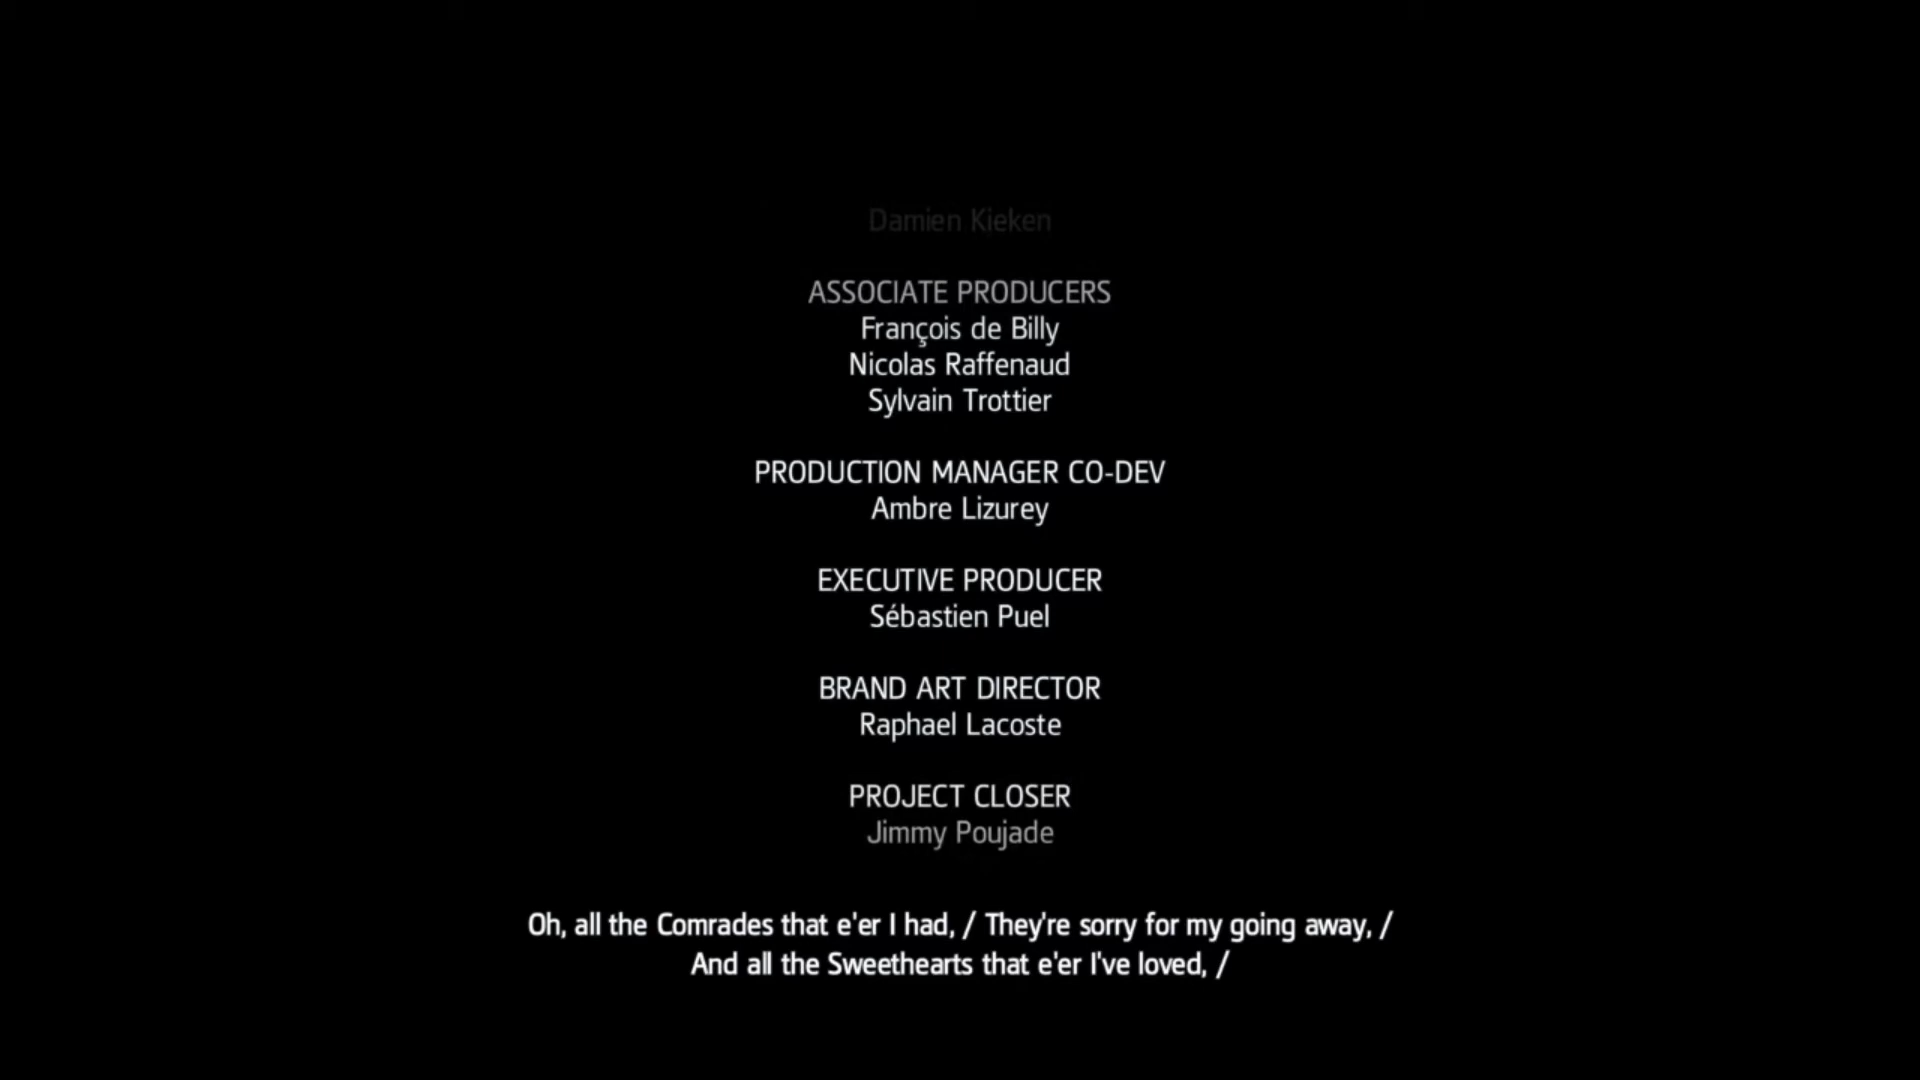 Damien Kieken
ASSOCIATE PRODUCERS
François de Billy
Nicolas Raffenaud
Sylvain Trottier
PRODUCTION MANAGER CO-DEV
Ambre Lizurey
EXECUTIVE PRODUCER
Sébastien Puel
BRAND ART DIRECTOR
Raphael Lacoste
PROJECT CLOSER
Jimmy Poujade
Oh, all the Comrades that e'er I had, / They're sorry for my going away, /
And all the Sweethearts that e'er I've loved, /